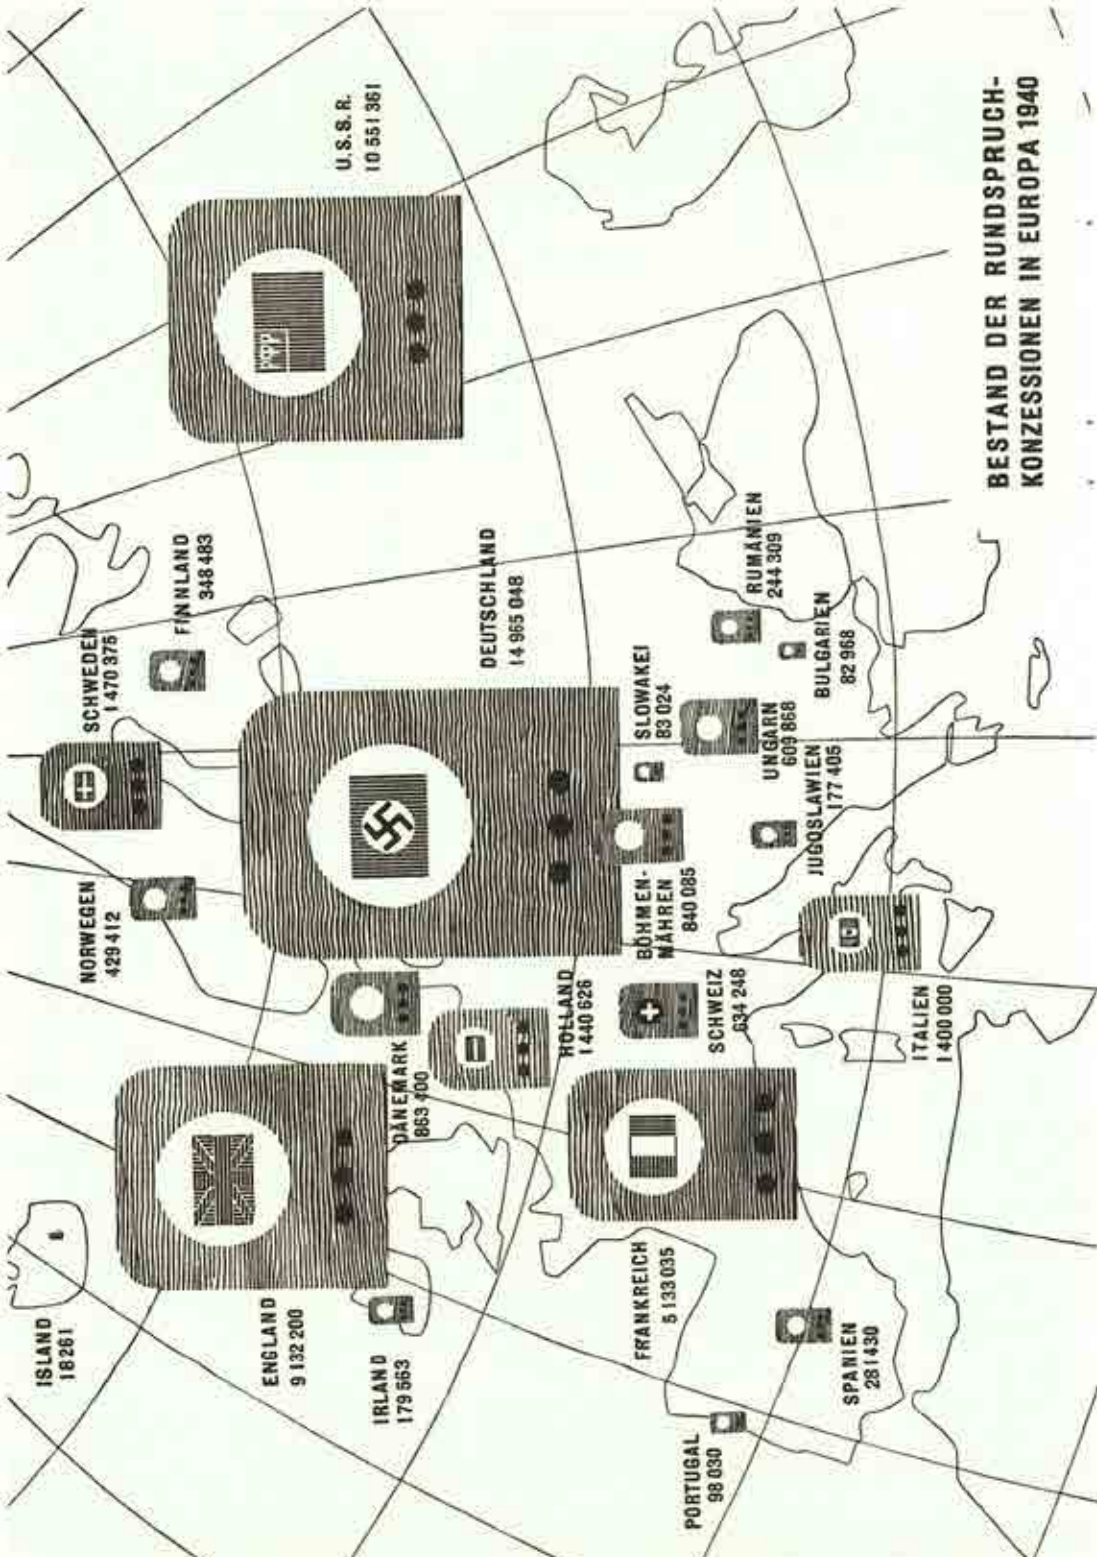 BESTAND DER RUNDSPRUCH-
KONZESSIONEN IN EUROPA 1940
ISLAND
18261
NORWEGEN
429 412
SCHWEDEN
1 470 375
FINNLAND
348 483
U.S.S.R.
10 551 361
ENGLAND
9 132 200
IRLAND
179 563
DÄNEMARK
863 400
HOLLAND
1 440 626
DEUTSCHLAND
14 965 048
BÖHMEN-
MÄHREN
840 085
SLOWAKEI
83 024
FRANKREICH
5 133 035
SCHWEIZ
634 248
UNGARN
609 868
RUMÄNIEN
244 309
JUGOSLAWIEN
177 405
BULGARIEN
82 968
PORTUGAL
98 030
SPANIEN
281430
ITALIEN
1 400 000